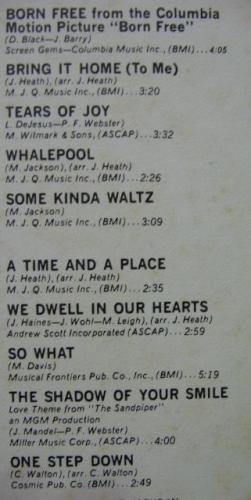 BORN FREE from the Columbia
Motion Picture "Born Free"
(D. Black—J. Barry)
Screen Gems—Columbia Music Inc., (BMI)...4:05
BRING IT HOME (To Me)
(J. Heath), (arr. J. Heath)
M. J. Q. Music Inc., (BMI)...3:20
TEARS OF JOY
L. DeJesus—P. F. Webster)
M. Wilmark & Sons, (ASCAP)...3:32
WHALEPOOL
(M. Jackson), (arr. J. Heath)
M. J. Q. Music Inc., (BMI)...2:26
SOME KINDA WALTZ
(M. Jackson)
M. J. Q. Music Inc., (BMI)...3:09
A TIME AND A PLACE
(J. Heath), (arr. J. Heath)
M. J. Q. Music Inc., (BMI)...2:35
WE DWELL IN OUR HEARTS
(J. Haines—J. Wohl—M. Leigh), (arr. J. Heath)
Andrew Scott Incorporated (ASCAP)...2:59
SO WHAT
(M. Davis)
Musical Frontiers Pub. Co., Inc., (BMI)...5:19
THE SHADOW OF YOUR SMILE
Love Theme from "The Sandpiper"
an MGM Production
(J. Mandel—P. F. Webster)
Miller Music Corp., (ASCAP)...4:00
ONE STEP DOWN
(C. Walton), (arr. C. Walton)
Cosmic Pub. Co. (BMI)...2:49